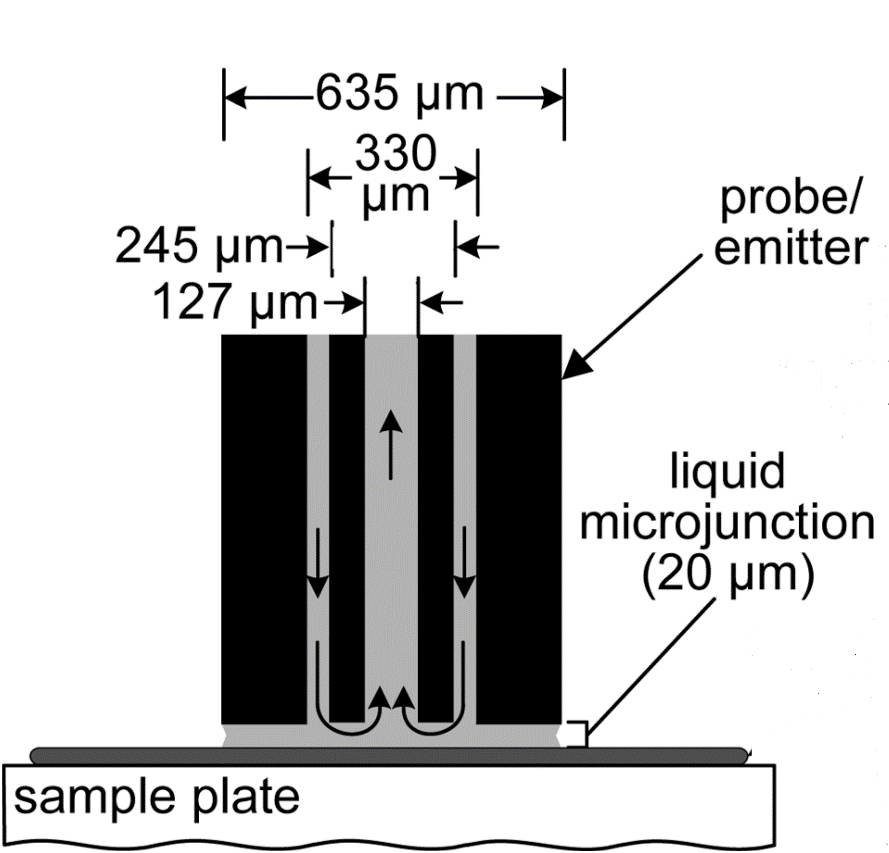 635 µm
330
µm
245 µm
127 µm
probe/
emitter
liquid
microjunction
(20 µm)
sample plate